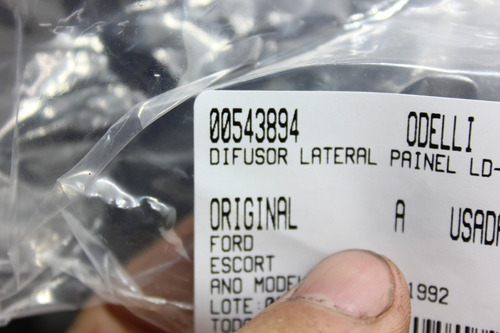 00543894 ODELLI
DIFUSOR LATERAL PAINEL LD-
ORIGINAL A USADA
FORD
ESCORT
ANO MODEL 1992
LOTE: